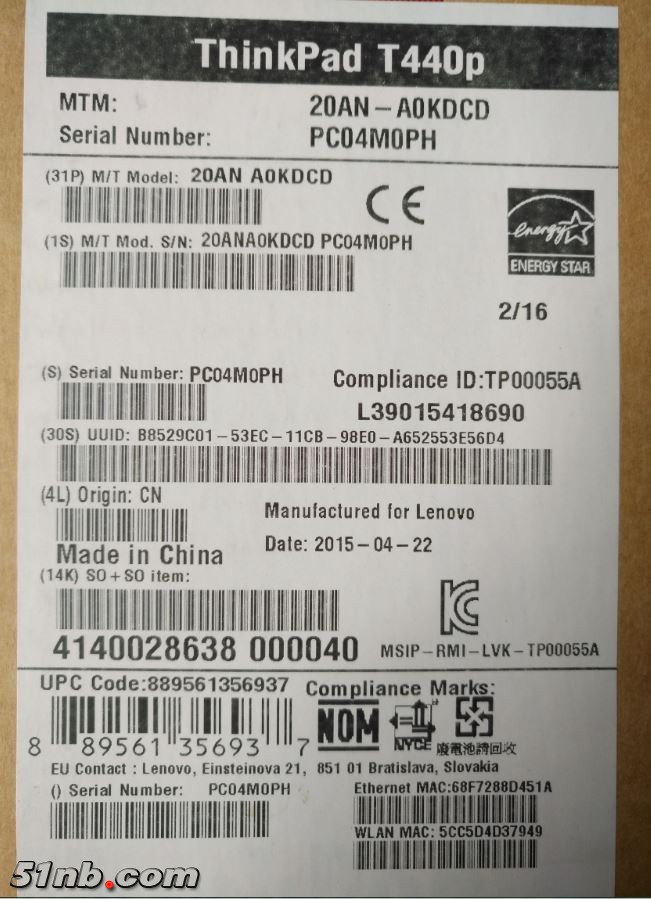 ThinkPad T440p
MTM: 20AN-A0KDCD
Serial Number: PC04M0PH
(31P) M/T Model: 20AN A0KDCD
CE
(1S) M/T Mod. S/N: 20ANA0KDCD PC04M0PH
energy
ENERGY STAR
2/16
(S) Serial Number: PC04M0PH
Compliance ID:TP00055A
L39015418690
(30S) UUID: B8529C01-53EC-11CB-98E0-A652553E56D4
(4L) Origin: CN
Manufactured for Lenovo
Made in China
Date: 2015-04-22
(14K) SO+SO item:
4140028638 000040
MSIP-RMI-LVK-TP00055A
UPC Code:889561356937
Compliance Marks:
NOM
NYCE
廢電池請回收
8 89561 35693 7
EU Contact : Lenovo, Einsteinova 21, 851 01 Bratislava, Slovakia
() Serial Number: PC04M0PH
Ethernet MAC:68F7288D451A
WLAN MAC: 5CC5D4D37949
51nb.com